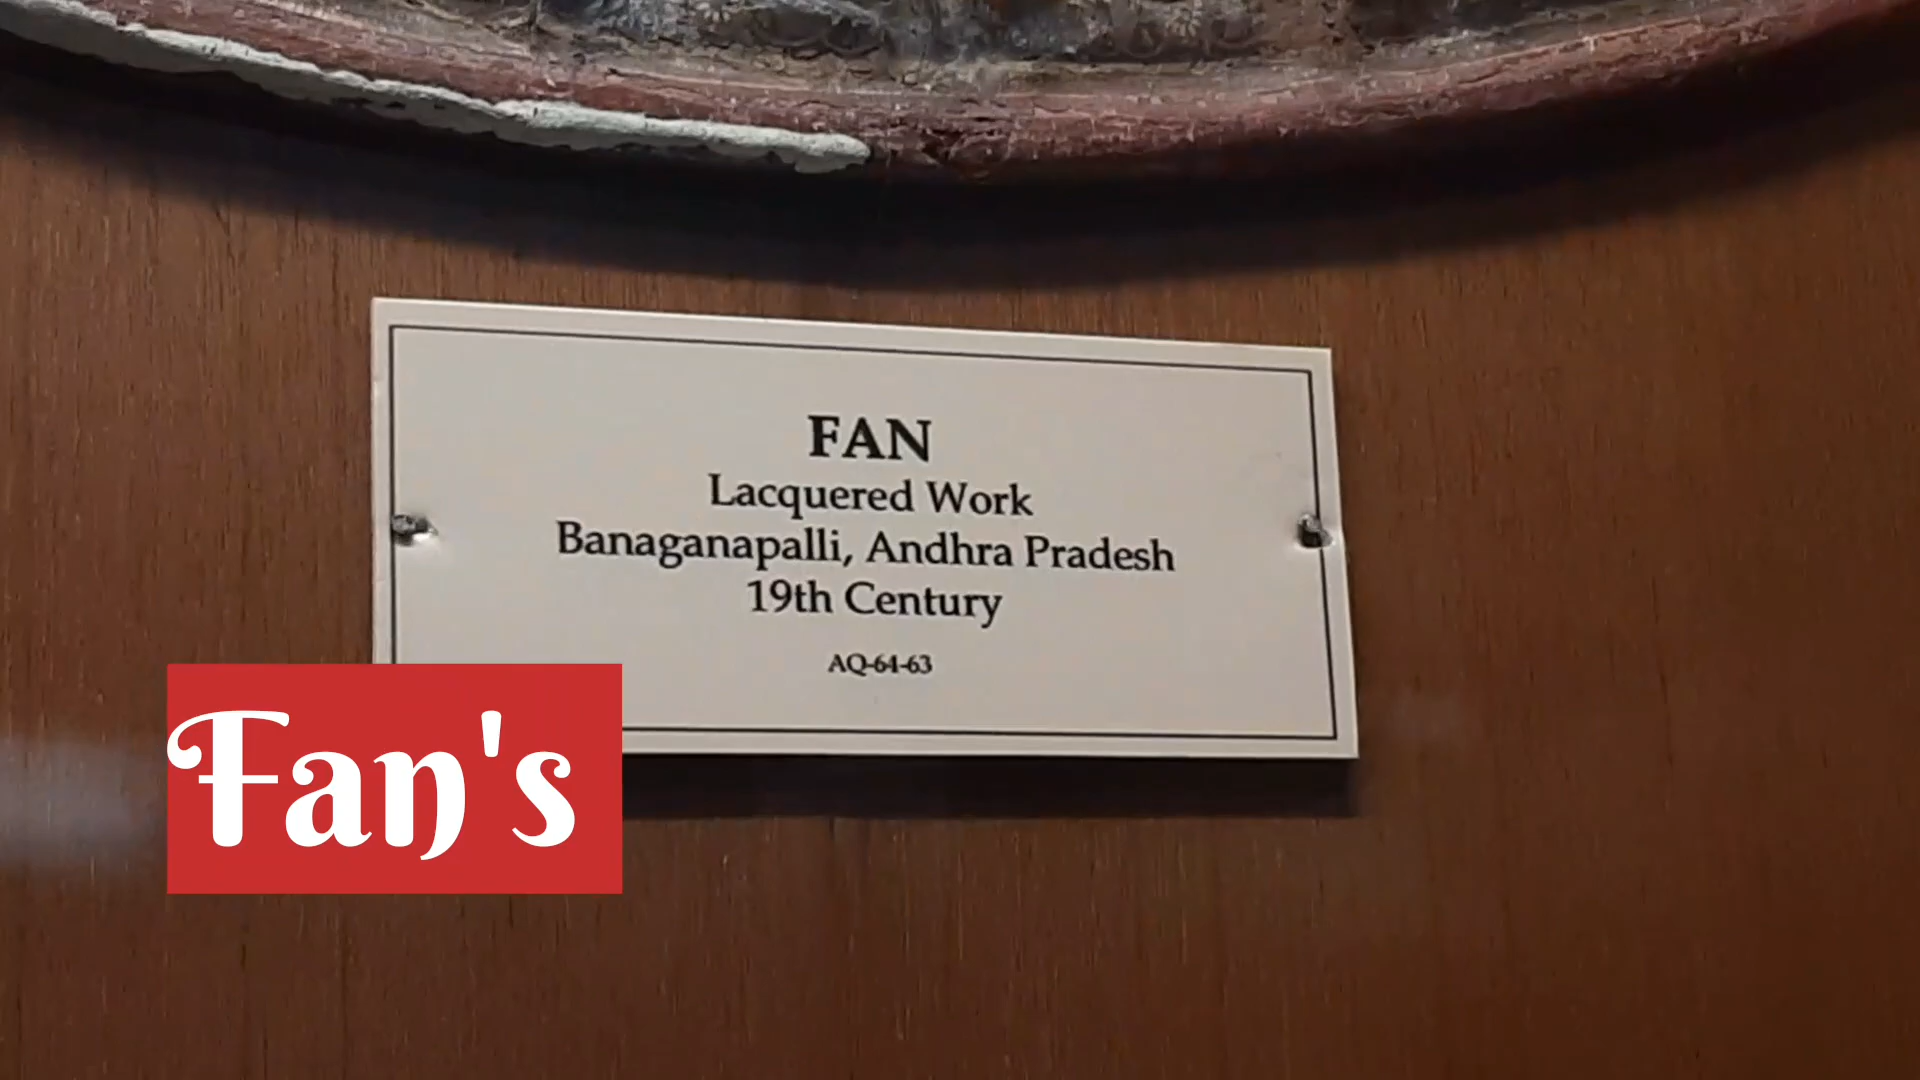 FAN
Lacquered Work
Banaganapalli, Andhra Pradesh
19th Century
AQ-64-63
Fan's